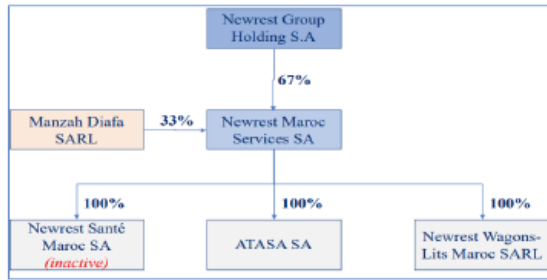 Newrest Group
Holding S.A
67%
Manzah Diafa
SARL
33%
Newrest Maroc
Services SA
100%
100%
100%
Newrest Santé
Maroc SA
(inactive)
ATASA SA
Newrest Wagons-
Lits Maroc SARL